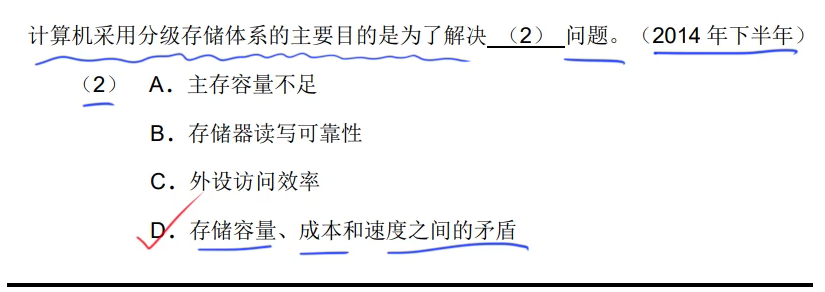 计算机采用分级存储体系的主要目的是为了解决 （2） 问题。（2014 年下半年）
（2） A．主存容量不足
B．存储器读写可靠性
C．外设访问效率
D．存储容量、成本和速度之间的矛盾